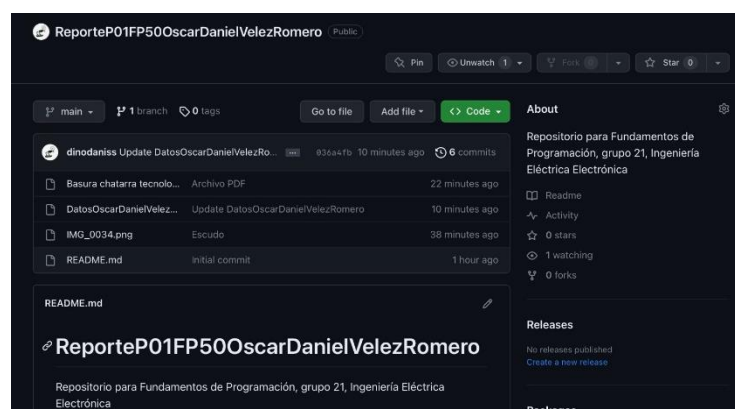 ReporteP01FP50OscarDanielVelezRomero Public
Pin Unwatch 1 Fork 0 Star 0
main 1 branch 0 tags Go to file Add file Code
dinodaniss Update DatosOscarDanielVelezRo... 036a4fb 10 minutes ago 6 commits
Basura chatarra tecnolo... Archivo PDF 22 minutes ago
DatosOscarDanielVelez... Update DatosOscarDanielVelezRomero 10 minutes ago
IMG_0034.png Escudo 38 minutes ago
README.md Initial commit 1 hour ago
README.md
ReporteP01FP50OscarDanielVelezRomero
Repositorio para Fundamentos de Programación, grupo 21, Ingeniería Eléctrica
Electrónica
About
Repositorio para Fundamentos de
Programación, grupo 21, Ingeniería
Eléctrica Electrónica
Readme
Activity
0 stars
1 watching
0 forks
Releases
No releases published
Create a new release
Packages